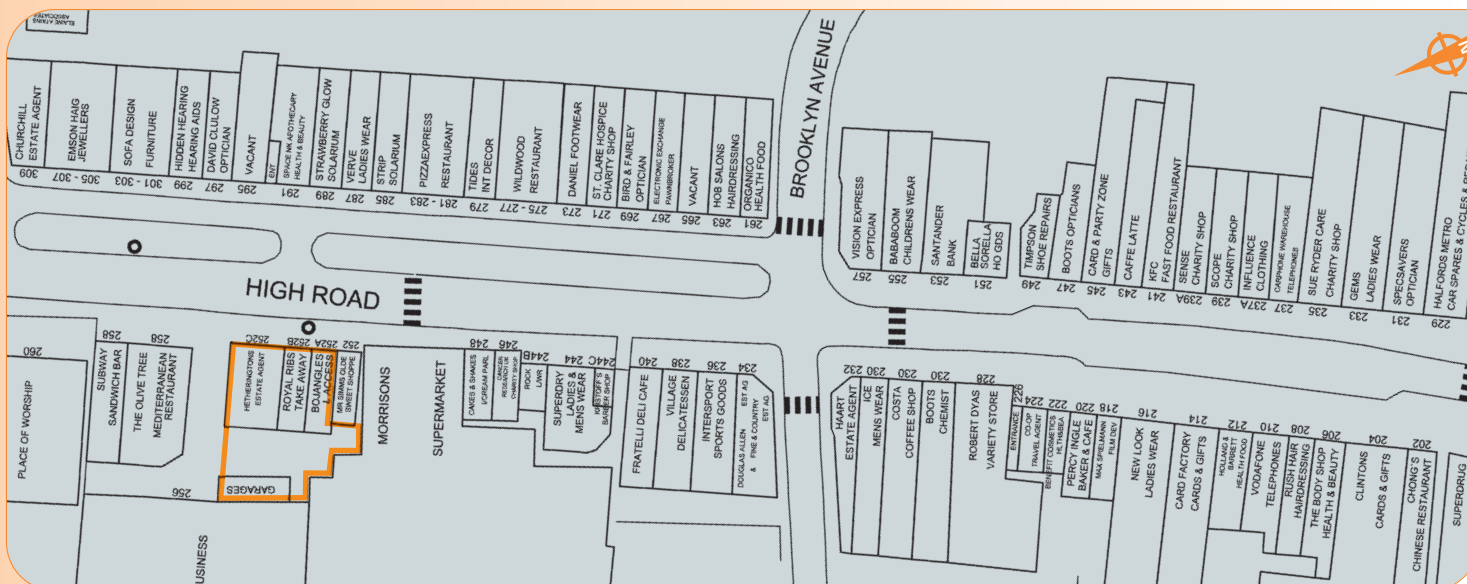 ELAINE ATKINS
ASSOCIATES
CHURCHILL
ESTATE AGENT
309
EMSON HAIG
JEWELLERS
305 - 307
SOFA DESIGN
FURNITURE
301 - 303
HIDDEN HEARING
HEARING AIDS
299
DAVID CLULOW
OPTICIAN
297
VACANT
295
ENT
SPACE NK APOTHECARY
HEALTH & BEAUTY
291
STRAWBERRY GLOW
SOLARIUM
289
VERVE
LADIES WEAR
287
STRIP
SOLARIUM
285
PIZZAEXPRESS
RESTAURANT
281 - 283
TIDES
INT DECOR
279
WILDWOOD
RESTAURANT
275 - 277
DANIEL FOOTWEAR
273
ST. CLARE HOSPICE
CHARITY SHOP
271
BIRD & FAIRLEY
OPTICIAN
269
ELECTRONIC EXCHANGE
PAWNBROKER
267
VACANT
265
HOB SALONS
HAIRDRESSING
263
ORGANICO
HEALTH FOOD
261
BROOKLYN AVENUE
VISION EXPRESS
OPTICIAN
257
BABABOOM
CHILDRENS WEAR
255
SANTANDER
BANK
253
BELLA
SORELLA
HO GDS
251
TIMPSON
SHOE REPAIRS
249
BOOTS OPTICIANS
247
CARD & PARTY ZONE
GIFTS
245
CAFFE LATTE
243
KFC
FAST FOOD RESTAURANT
241
SENSE
CHARITY SHOP
239A
SCOPE
CHARITY SHOP
239
INFLUENCE
CLOTHING
237A
CARPHONE WAREHOUSE
TELEPHONES
237
SUE RYDER CARE
CHARITY SHOP
235
GEMS
LADIES WEAR
233
SPECSAVERS
OPTICIAN
231
HALFORDS METRO
CAR SPARES & CYCLES &
229
HIGH ROAD
260
PLACE OF WORSHIP
258
SUBWAY
SANDWICH BAR
258
THE OLIVE TREE
MEDITERRANEAN
RESTAURANT
252C
HETHERINGTONS
ESTATE AGENT
252B
ROYAL RIBS
TAKE AWAY
252A
BOJANGLES
ACCESS
252
MR SIMMS OLDE
SWEET SHOPPE
GARAGES
256
MORRISONS
SUPERMARKET
248
CAKES & SHAKES
I/CREAM PARL
246
CANCER
RESEARCH UK
CHARITY SHOP
244B
ROCK
L/WR
244
SUPERDRY
LADIES &
MENS WEAR
244C
KRISTOFF'S
BARBER SHOP
240
FRATELLI DELI CAFE
238
VILLAGE
DELICATESSEN
236
INTERSPORT
SPORTS GOODS
234
DOUGLAS ALLEN EST AG
& FINE & COUNTRY
EST AG
232
HAART
ESTATE AGENT
230
ICE
MENS WEAR
230
COSTA
COFFEE SHOP
230
BOOTS
CHEMIST
228
ROBERT DYAS
VARIETY STORE
226
ENTRANCE
224
CO-OP
TRAVEL AGENT
222
BENEFIT COSMETICS
HLTH&BEA
220
PERCY INGLE
BAKER & CAFE
218
MAX SPIELMANN
FILM DEV
216
NEW LOOK
LADIES WEAR
214
CARD FACTORY
CARDS & GIFTS
212
HOLLAND &
BARRETT
HEALTH FOOD
210
VODAFONE
TELEPHONES
208
RUSH HAIR
HAIRDRESSING
206
THE BODY SHOP
HEALTH & BEAUTY
204
CLINTONS
CARDS & GIFTS
202
CHONG'S
CHINESE RESTAURANT
SUPERDRUG